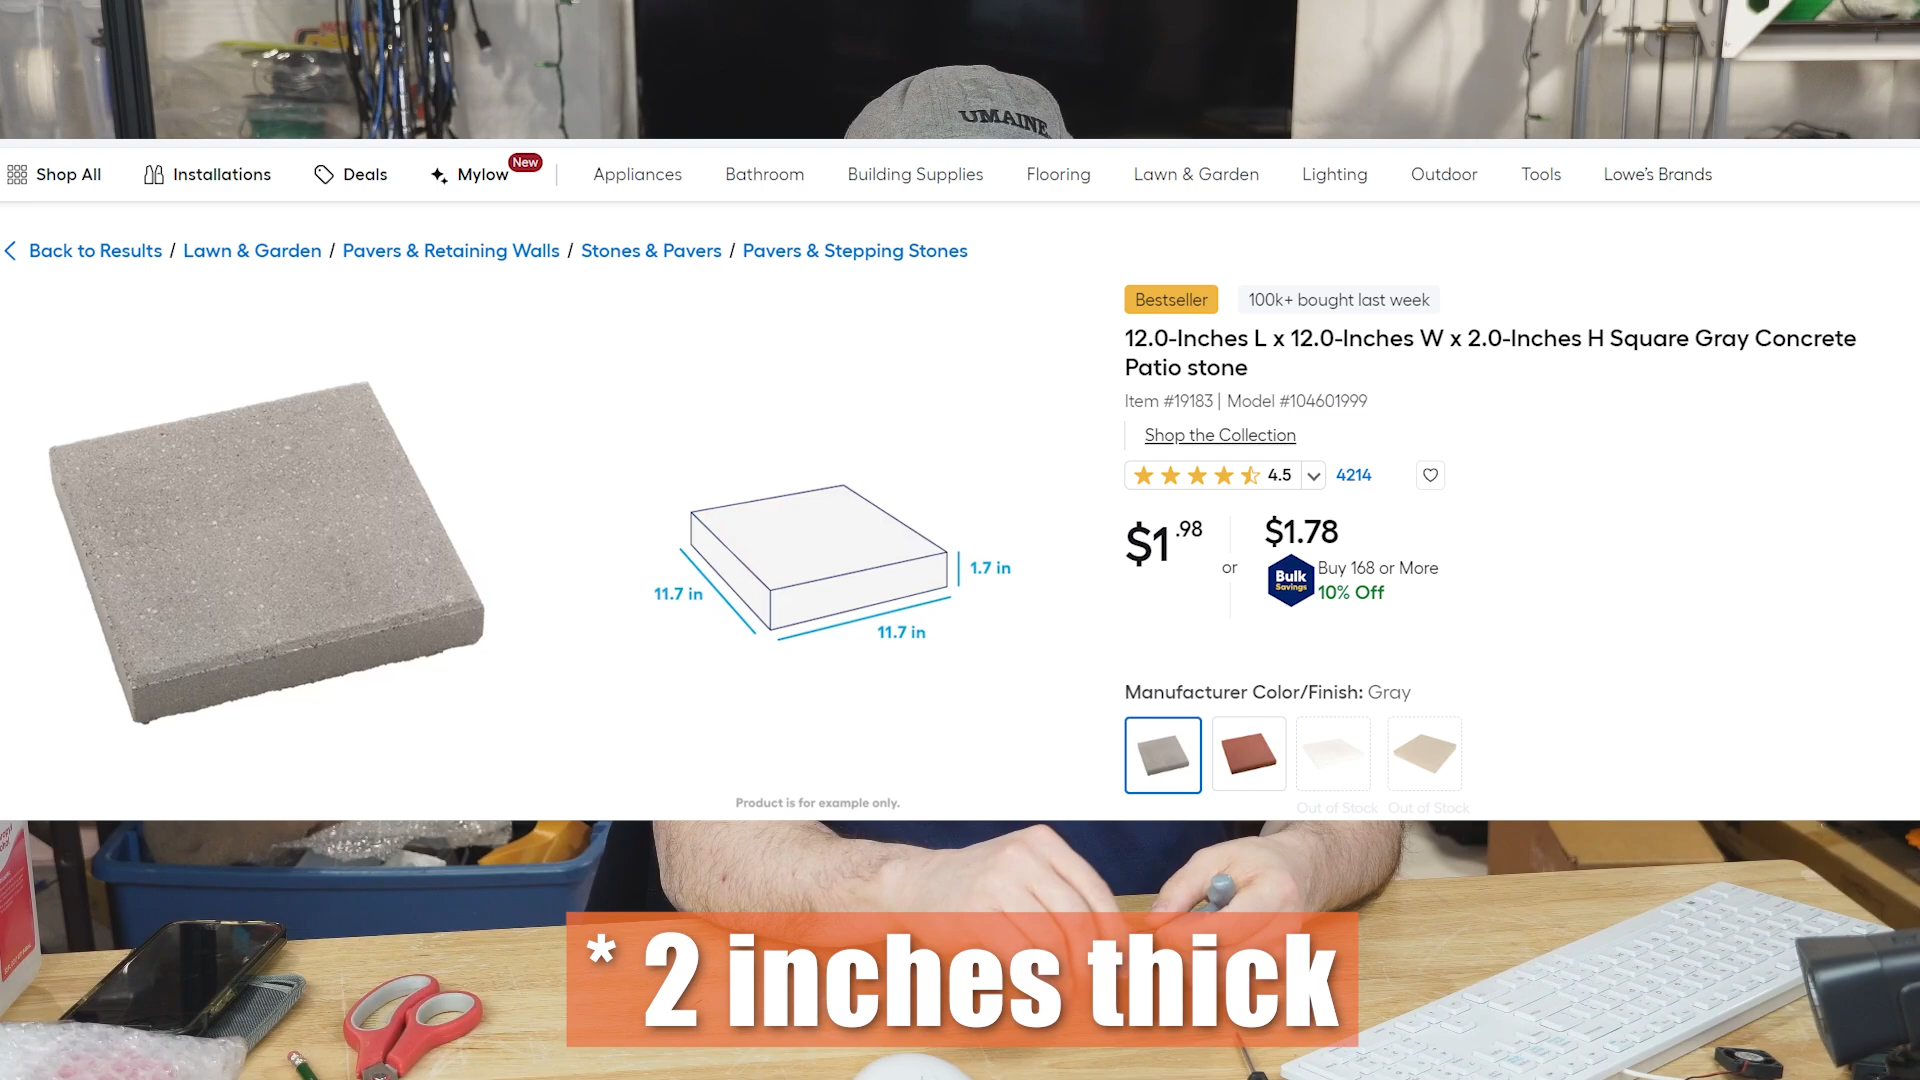 UMAINE
Shop All Installations Deals Mylow New Appliances Bathroom Building Supplies Flooring Lawn & Garden Lighting Outdoor Tools Lowe's Brands
Back to Results / Lawn & Garden / Pavers & Retaining Walls / Stones & Pavers / Pavers & Stepping Stones
Bestseller 100k+ bought last week
12.0-Inches L x 12.0-Inches W x 2.0-Inches H Square Gray Concrete
Patio stone
Item #19183 | Model #104601999
Shop the Collection
4.5 4214
$1.98 or $1.78
Bulk Savings Buy 168 or More
10% Off
1.7 in
11.7 in
11.7 in
Manufacturer Color/Finish: Gray
Product is for example only.
Out of Stock Out of Stock
* 2 inches thick